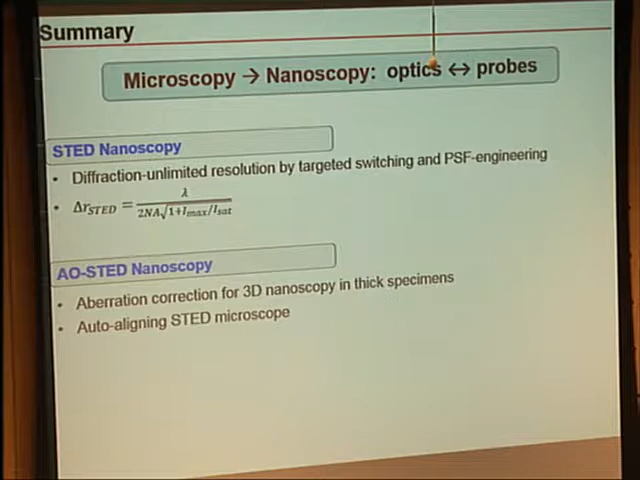 Summary
Microscopy → Nanoscopy: optics ↔ probes
STED Nanoscopy
• Diffraction-unlimited resolution by targeted switching and PSF-engineering
• Δr_STED = λ / 2NA√1+I_max/I_sat
AO-STED Nanoscopy
• Aberration correction for 3D nanoscopy in thick specimens
• Auto-aligning STED microscope